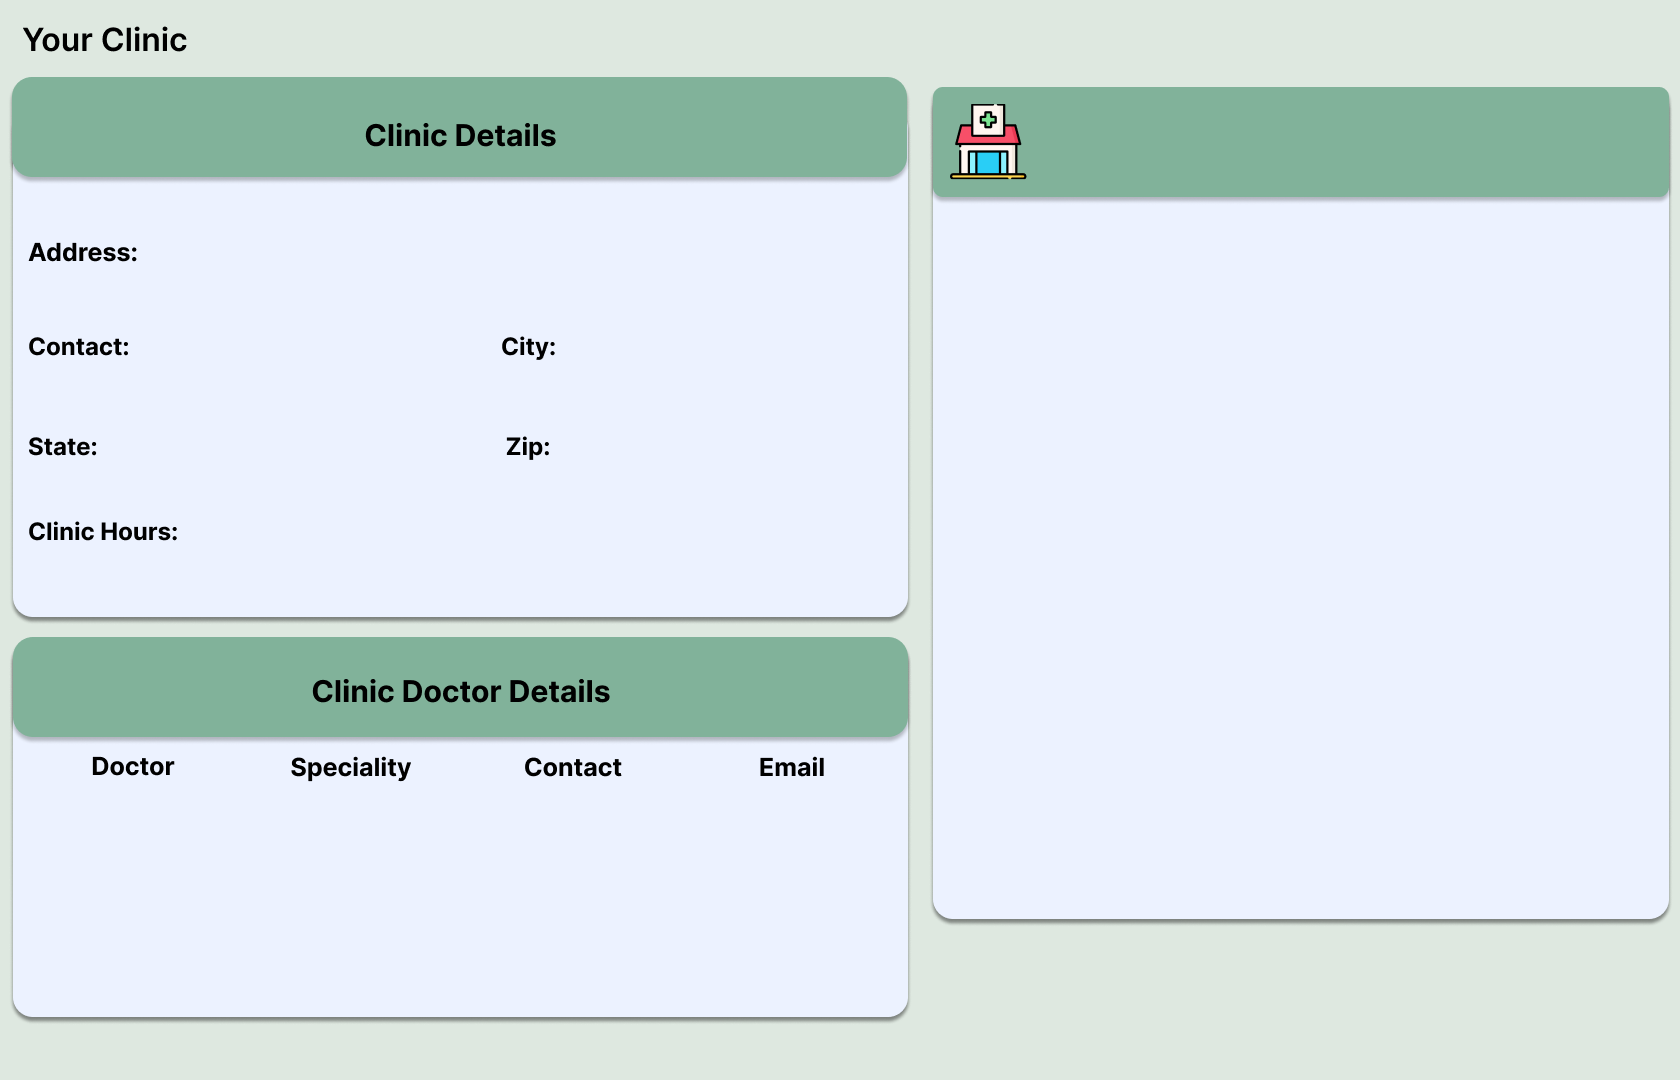 Your Clinic
Clinic Details
Address:
Contact:
City:
State:
Zip:
Clinic Hours:
Clinic Doctor Details
Doctor Speciality Contact Email